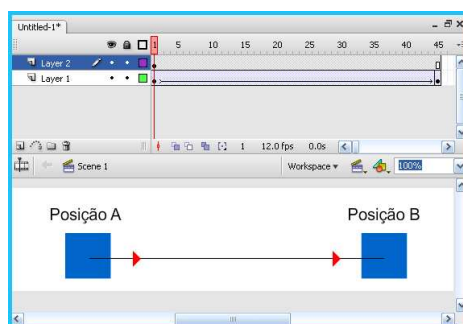 Untitled-1*
1 5 10 15 20 25 30 35 40 45
Layer 2
Layer 1
1 12.0 fps 0.0s
Scene 1 Workspace 100%
Posição A Posição B